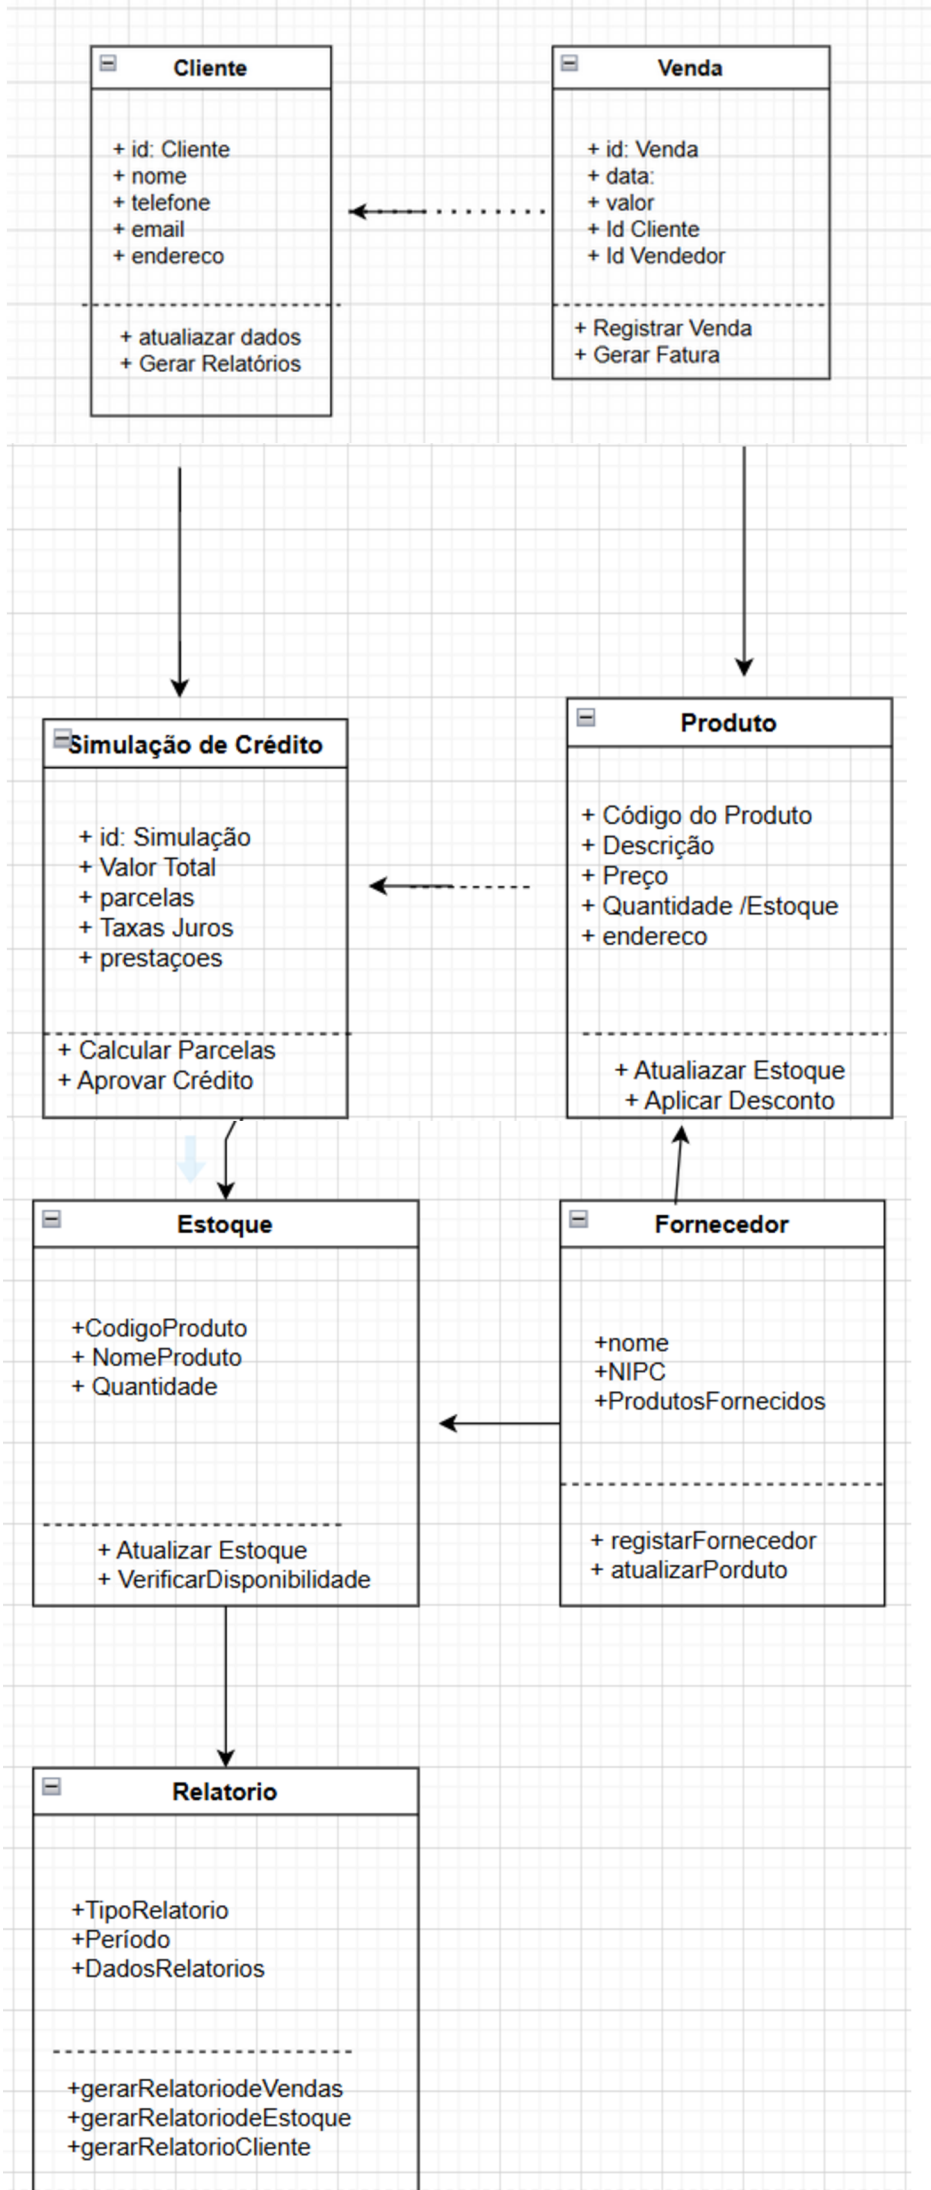 Cliente
+ id: Cliente
+ nome
+ telefone
+ email
+ endereco
+ atualiazar dados
+ Gerar Relatórios
Venda
+ id: Venda
+ data:
+ valor
+ Id Cliente
+ Id Vendedor
+ Registrar Venda
+ Gerar Fatura
Simulação de Crédito
+ id: Simulação
+ Valor Total
+ parcelas
+ Taxas Juros
+ prestaçoes
+ Calcular Parcelas
+ Aprovar Crédito
Produto
+ Código do Produto
+ Descrição
+ Preço
+ Quantidade /Estoque
+ endereco
+ Atualiazar Estoque
+ Aplicar Desconto
Estoque
+CodigoProduto
+ NomeProduto
+ Quantidade
+ Atualizar Estoque
+ VerificarDisponibilidade
Fornecedor
+nome
+NIPC
+ProdutosFornecidos
+ registarFornecedor
+ atualizarPorduto
Relatorio
+TipoRelatorio
+Período
+DadosRelatorios
+gerarRelatoriodeVendas
+gerarRelatoriodeEstoque
+gerarRelatorioCliente